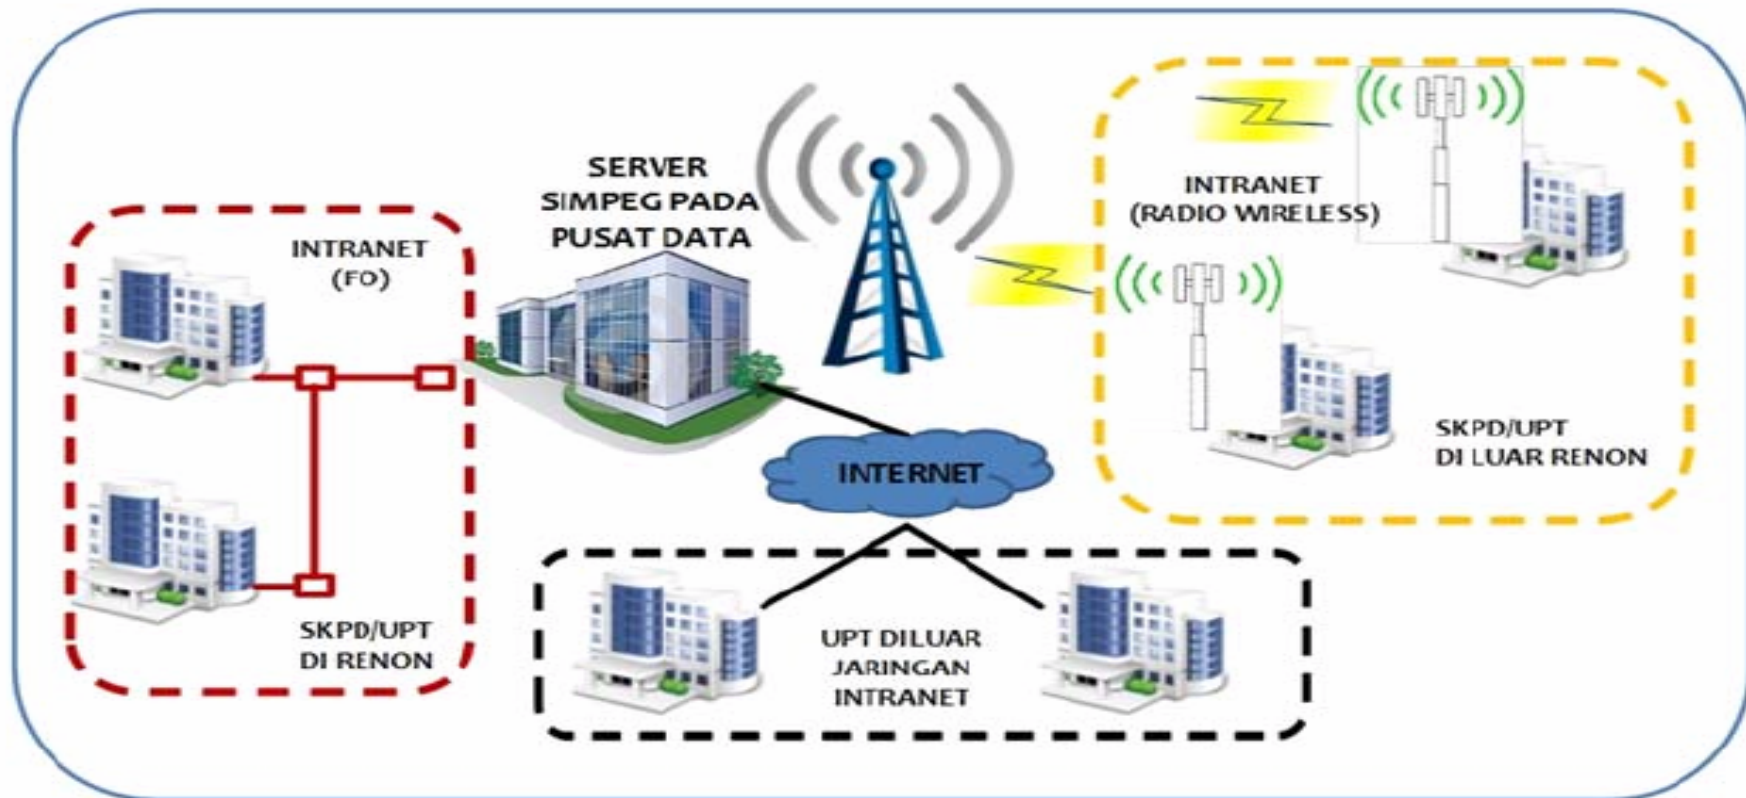 SERVER
SIMPEG PADA
PUSAT DATA
INTRANET
(FO)
SKPD/UPT
DI RENON
INTRANET
(RADIO WIRELESS)
SKPD/UPT
DI LUAR RENON
INTERNET
UPT DILUAR
JARINGAN
INTRANET